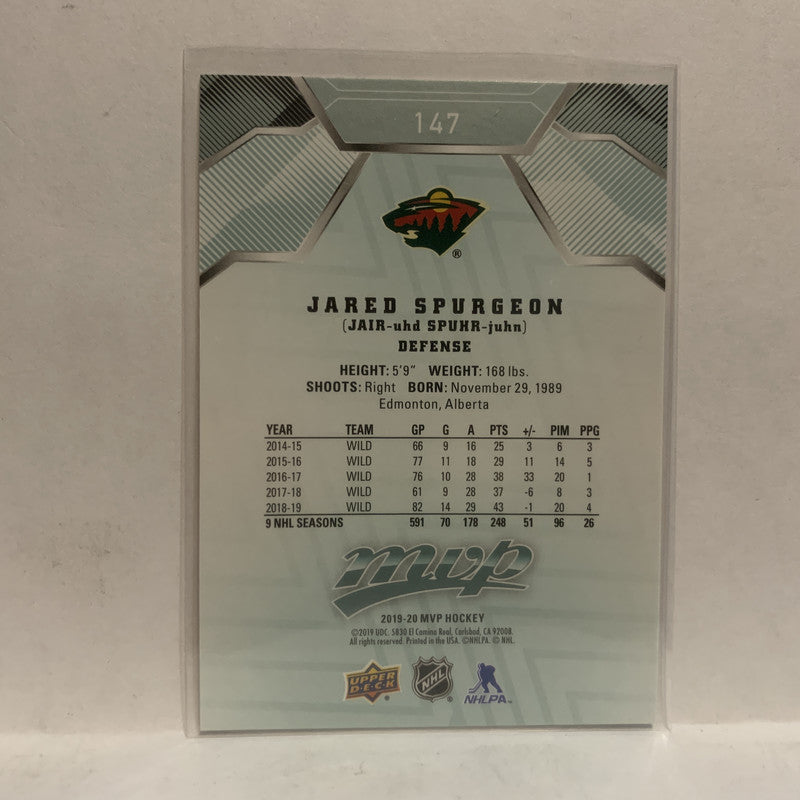 147
®
JARED SPURGEON
(JAIR-uhd SPUHR-juhn)
DEFENSE
HEIGHT: 5'9" WEIGHT: 168 lbs.
SHOOTS: Right BORN: November 29, 1989
Edmonton, Alberta
YEAR TEAM GP G A PTS +/- PIM PPG
2014-15 WILD 66 9 16 25 3 6 3
2015-16 WILD 77 11 18 29 11 14 5
2016-17 WILD 76 10 28 38 33 20 1
2017-18 WILD 61 9 28 37 -6 8 3
2018-19 WILD 82 14 29 43 -1 20 4
9 NHL SEASONS 591 70 178 248 51 96 26
mvp
2019-20 MVP HOCKEY
©2019 UDC. 5830 El Camino Real, Carlsbad, CA 92008.
All rights reserved. Printed in the USA. ©NHLPA. © NHL.
UPPER DECK ® NHL ® NHLPA™